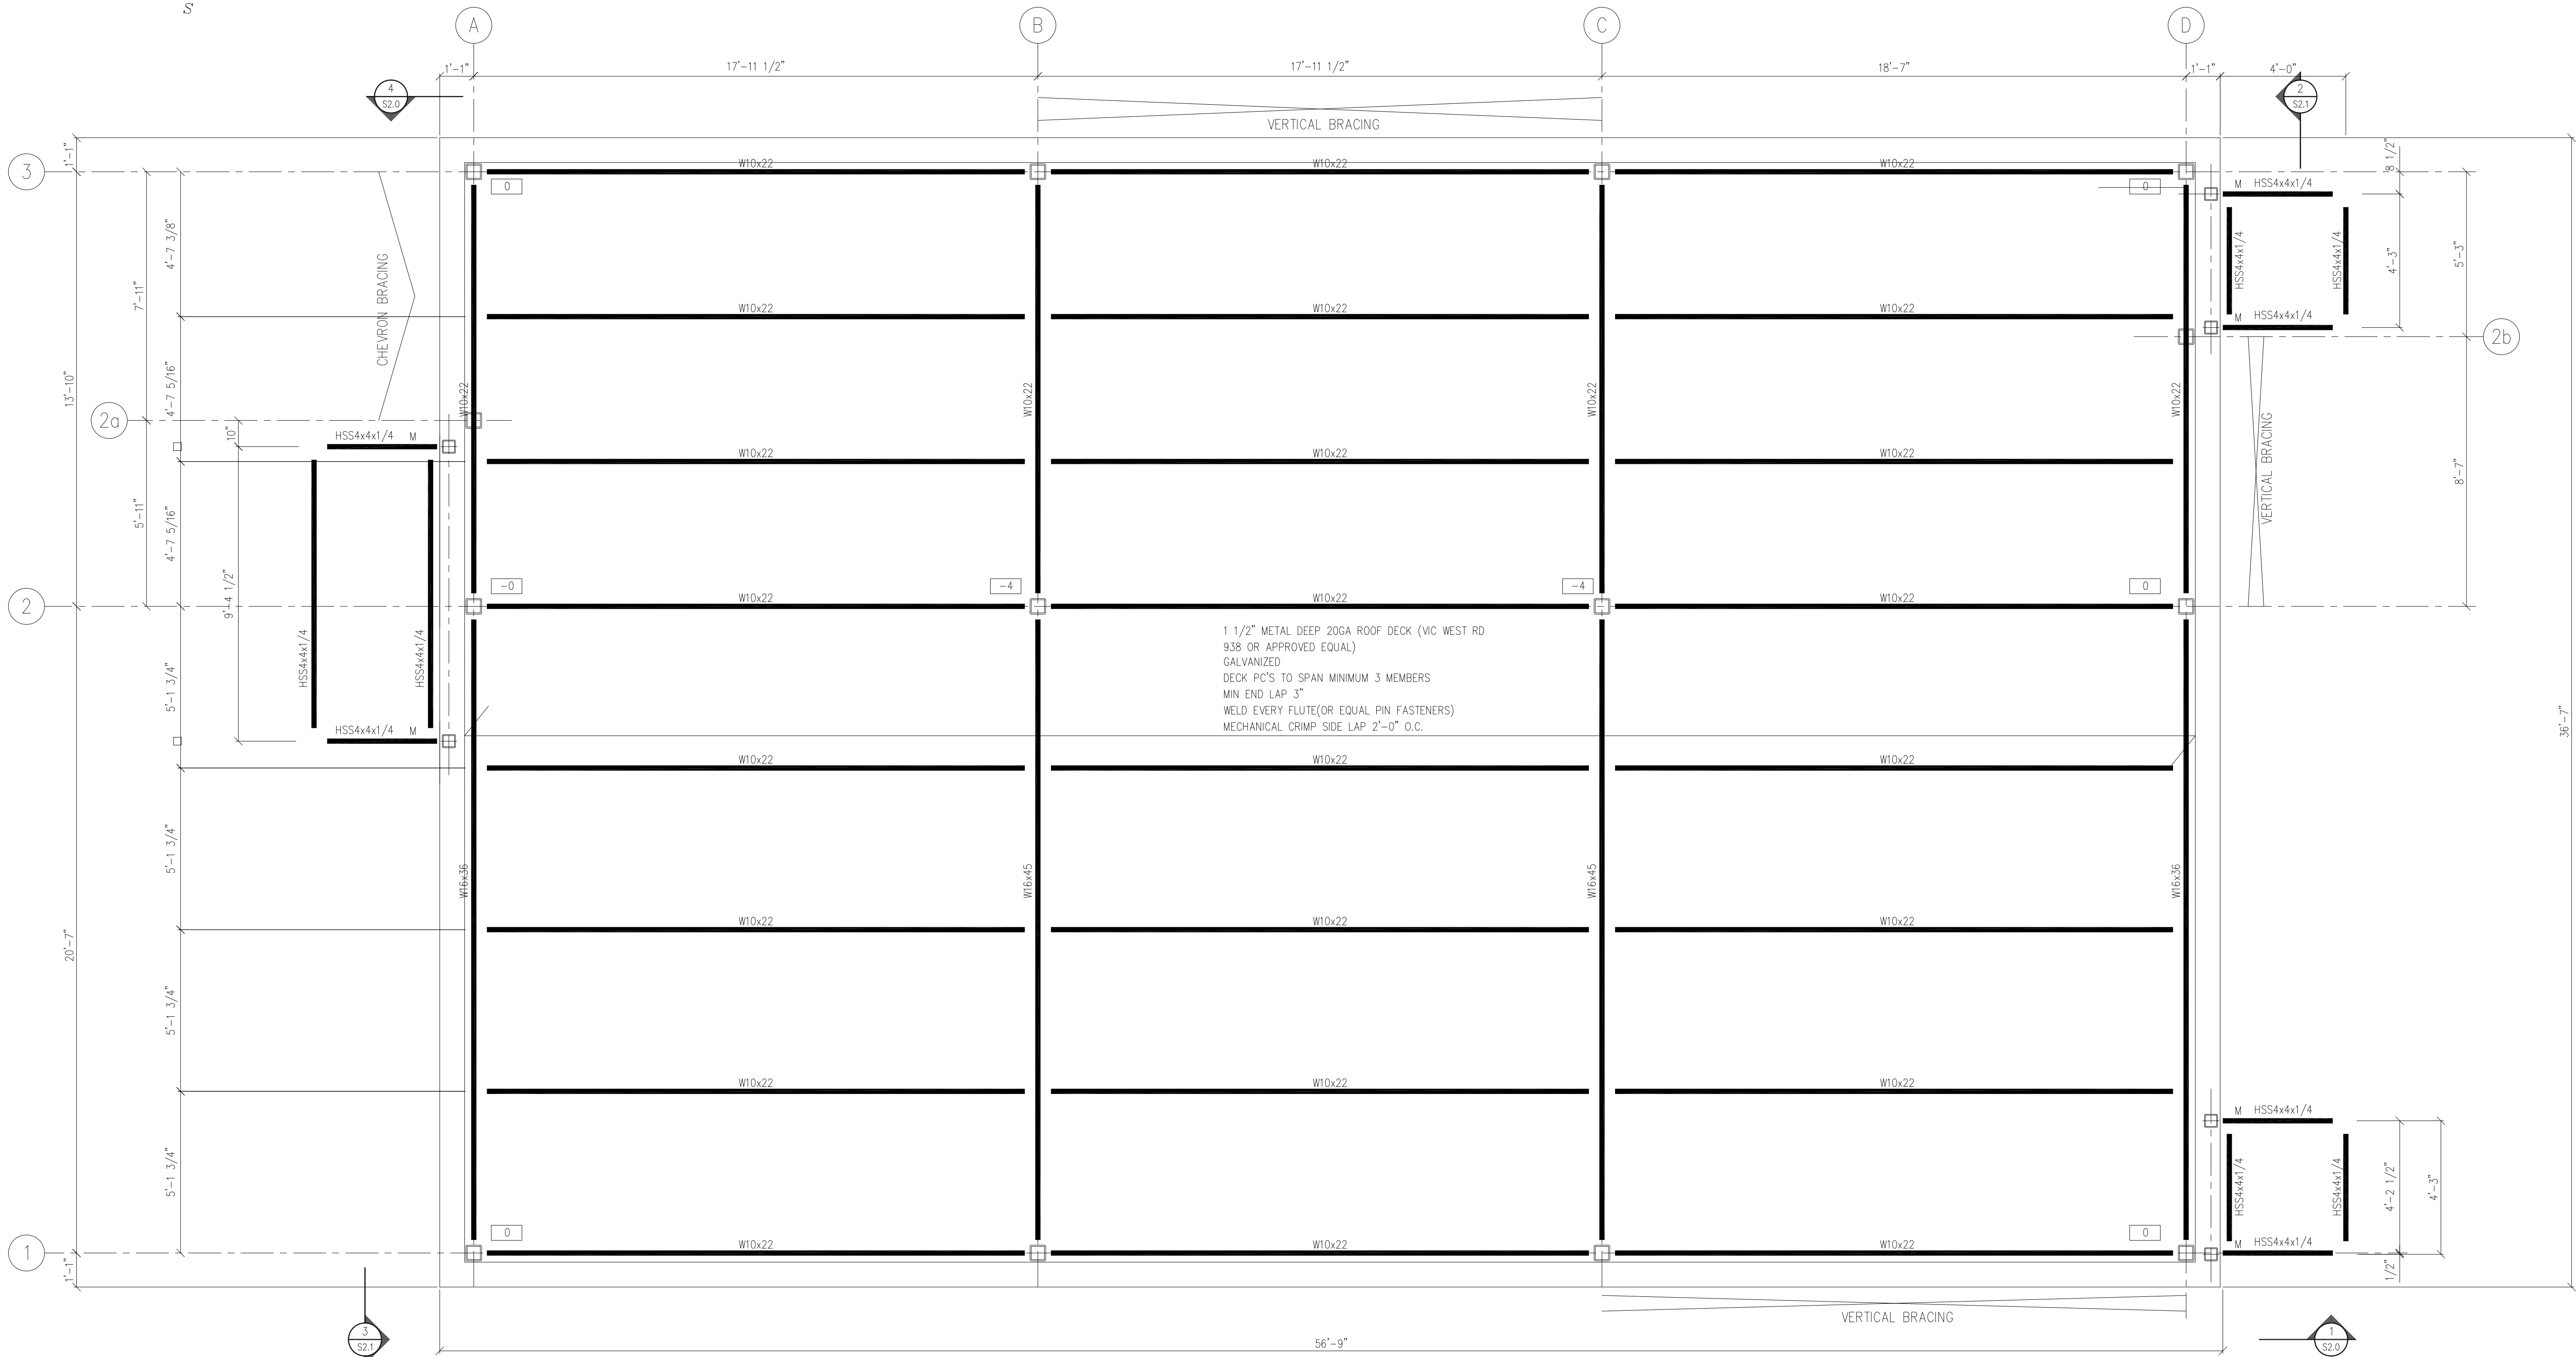 S
A
B
C
D
1'-1"
17'-11 1/2"
17'-11 1/2"
18'-7"
1'-1"
4'-0"
4
S2.0
2
S2.1
VERTICAL BRACING
1'-1"
8 1/2"
3
W10x22
W10x22
W10x22
0
0
M HSS4x4x1/4
4'-7 3/8"
7'-11"
CHEVRON BRACING
HSS4x4x1/4
HSS4x4x1/4
4'-3"
5'-3"
W10x22
W10x22
W10x22
M HSS4x4x1/4
2b
13'-10"
4'-7 5/16"
W10x22
W10x22
W10x22
W10x22
2a
10"
HSS4x4x1/4 M
W10x22
W10x22
W10x22
VERTICAL BRACING
8'-7"
5'-11"
4'-7 5/16"
9'-4 1/2"
-0
-4
-4
0
2
W10x22
W10x22
W10x22
1 1/2" METAL DEEP 20GA ROOF DECK (VIC WEST RD
938 OR APPROVED EQUAL)
GALVANIZED
DECK PC'S TO SPAN MINIMUM 3 MEMBERS
MIN END LAP 3"
WELD EVERY FLUTE(OR EQUAL PIN FASTENERS)
MECHANICAL CRIMP SIDE LAP 2'-0" O.C.
HSS4x4x1/4
HSS4x4x1/4
5'-1 3/4"
HSS4x4x1/4 M
36'-7"
W10x22
W10x22
W10x22
5'-1 3/4"
W16x36
W16x45
W16x45
W16x36
20'-7"
W10x22
W10x22
W10x22
5'-1 3/4"
W10x22
W10x22
W10x22
M HSS4x4x1/4
5'-1 3/4"
HSS4x4x1/4
HSS4x4x1/4
4'-2 1/2"
4'-3"
0
0
1
W10x22
W10x22
W10x22
M HSS4x4x1/4
1'-1"
1/2"
VERTICAL BRACING
3
S2.1
56'-9"
1
S2.0